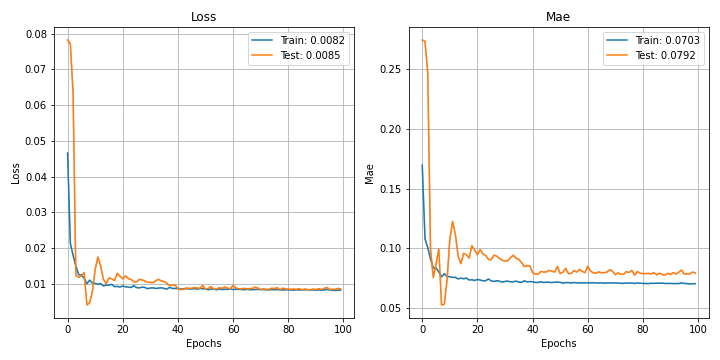 Loss
0.08
0.07
0.06
0.05
0.04
0.03
0.02
0.01
Loss
Train: 0.0082
Test: 0.0085
0 20 40 60 80 100
Epochs
Mae
0.25
0.20
0.15
0.10
0.05
Mae
Train: 0.0703
Test: 0.0792
0 20 40 60 80 100
Epochs